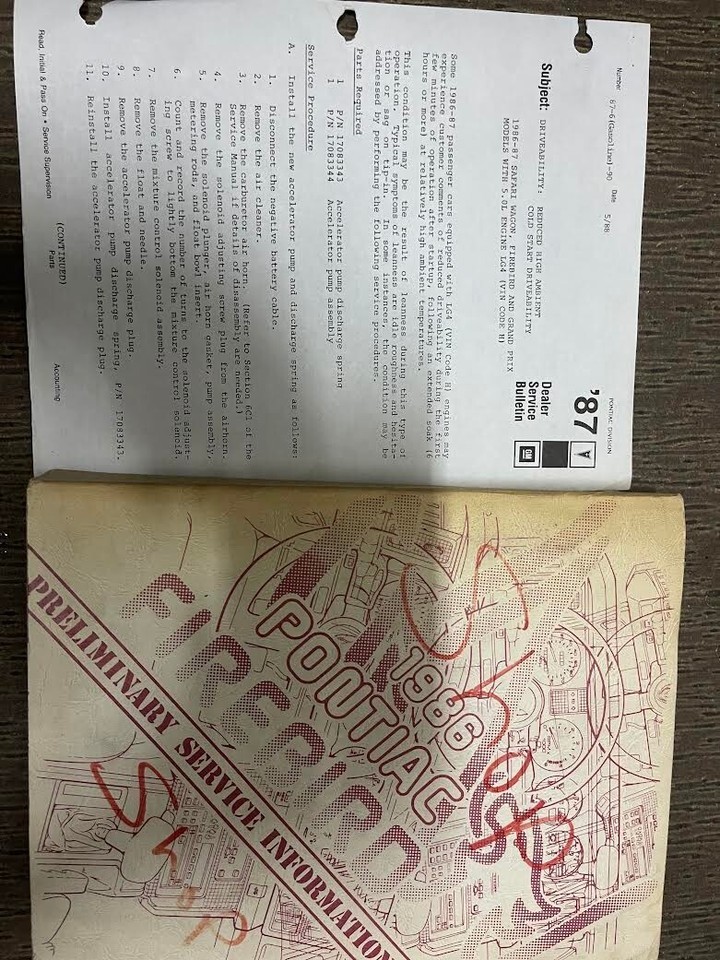 Number 87-6(Gasoline)-90 Date 5/88
PONTIAC DIVISION
'87
Dealer
Service
Bulletin
GM
Subject: DRIVEABILITY: REDUCED HIGH AMBIENT
COLD START DRIVEABILITY
1986-87 SAFARI WAGON, FIREBIRD AND GRAND PRIX
MODELS WITH 5.0L ENGINE LG4 (VIN CODE H)
Some 1986-87 passenger cars equipped with LG4 (VIN Code H) engines may
experience customer comments of reduced driveability during the first
few minutes of operation after startup, following an extended soak (6
hours or more) at relatively high ambient temperatures.
This condition may be the result of leanness during this type of
operation. Typical symptoms of leanness are idle roughness and hesita-
tion or sag on tip-in. In some instances, the condition may be
addressed by performing the following service procedures.
Parts Required
1 P/N 17083343 Accelerator pump discharge spring
1 P/N 17083344 Accelerator pump assembly
Service Procedure
A. Install the new accelerator pump and discharge spring as follows:
1. Disconnect the negative battery cable.
2. Remove the air cleaner.
3. Remove the carburetor air horn. (Refer to Section 6C1 of the
Service Manual if details of disassembly are needed.)
4. Remove the solenoid adjusting screw plug from the airhorn.
5. Remove the solenoid plunger, air horn gasket, pump assembly,
metering rods, and float bowl insert.
6. Count and record the number of turns to the solenoid adjust-
ing screw to lightly bottom the mixture control solenoid.
7. Remove the mixture control solenoid assembly.
8. Remove the float and needle.
9. Remove the accelerator pump discharge plug.
10. Install accelerator pump discharge spring, P/N 17083343.
11. Reinstall the accelerator pump discharge plug.
(CONTINUED)
Read, Initial & Pass On • Service Supervision Parts Accounting
Shop
1986
PONTIAC
FIREBIRD
PRELIMINARY SERVICE INFORMATION
Shop